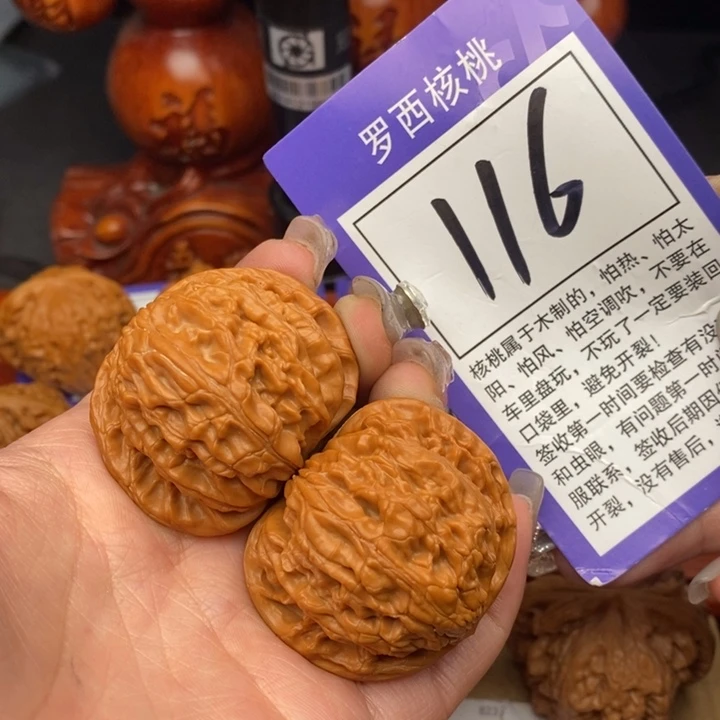 罗西核桃
116
核桃属于木制的，怕热、怕太
阳、怕风、怕空调吹，不要在
车里盘玩，不玩了一定要装回
口袋里，避免开裂！
签收第一时间要检查有没
和虫眼，有问题第一时
服联系，签收后期因
开裂，没有售后，